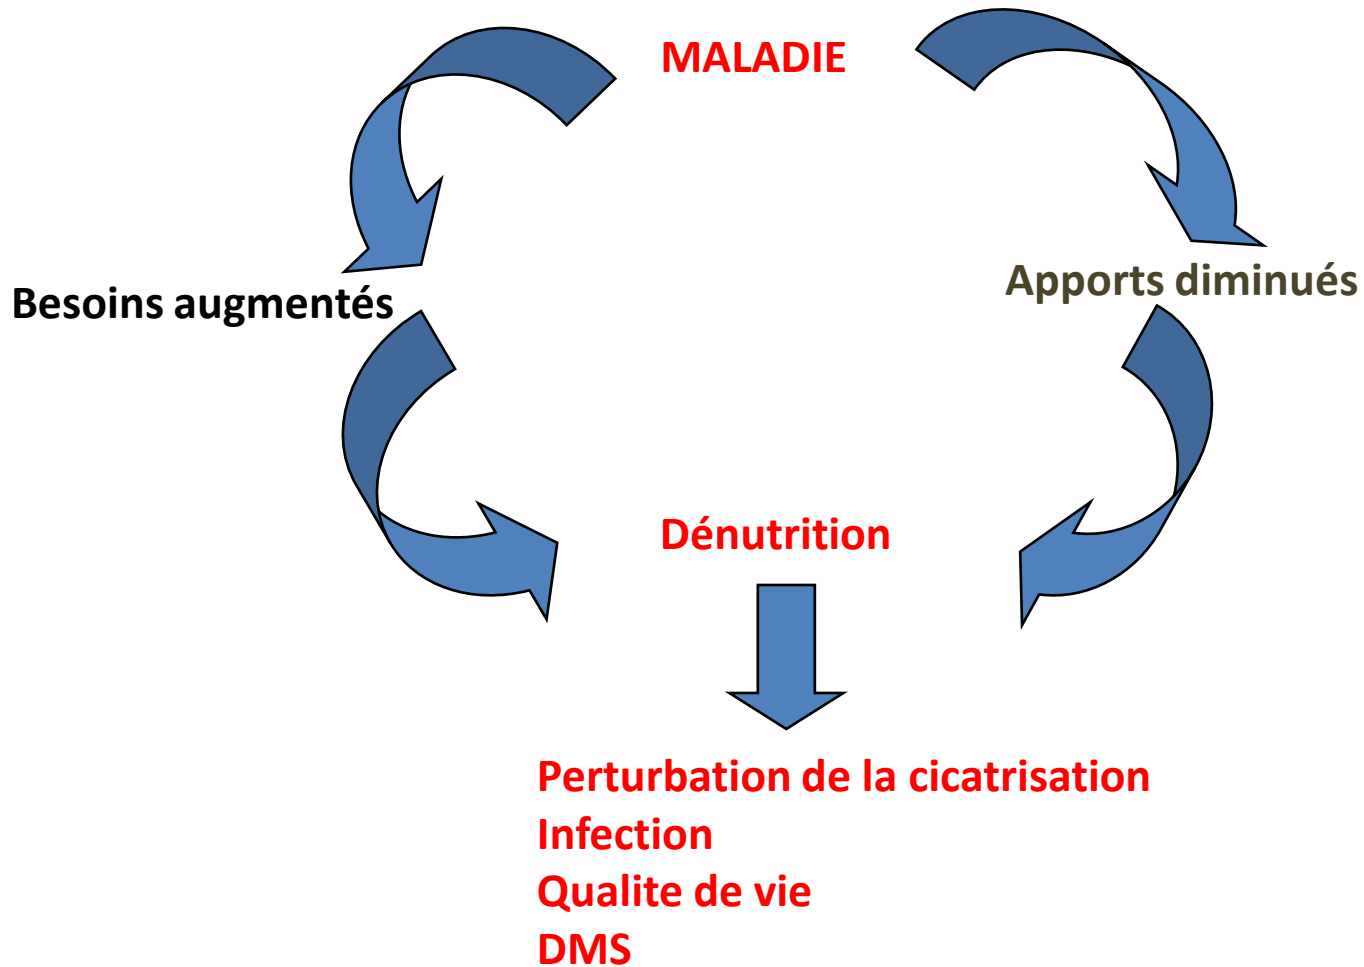 MALADIE
Besoins augmentés
Apports diminués
Dénutrition
Perturbation de la cicatrisation
Infection
Qualite de vie
DMS